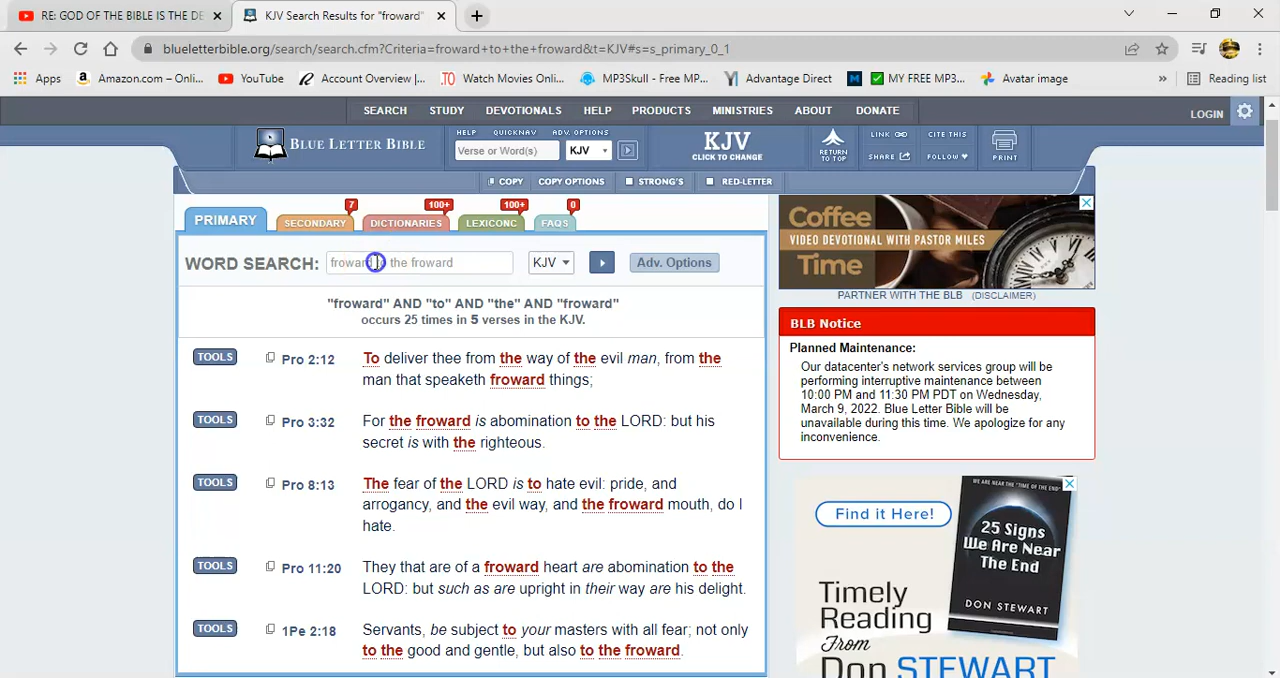 RE: GOD OF THE BIBLE IS THE DE
KJV Search Results for "froward"
blueletterbible.org/search/search.cfm?Criteria=froward+to+the+froward&t=KJV#s=s_primary_0_1
Apps
Amazon.com – Onli...
YouTube
Account Overview |...
Watch Movies Onli...
MP3Skull - Free MP...
Advantage Direct
MY FREE MP3...
Avatar image
»
Reading list
SEARCH STUDY DEVOTIONALS HELP PRODUCTS MINISTRIES ABOUT DONATE
LOGIN
BLUE LETTER BIBLE
HELP QUICKNAV ADV. OPTIONS
Verse or Word(s)
KJV
KJV
CLICK TO CHANGE
RETURN
TO TOP
LINK
CITE THIS
SHARE
FOLLOW
PRINT
COPY COPY OPTIONS STRONG'S RED-LETTER
PRIMARY
SECONDARY 7
DICTIONARIES 100+
LEXICONC 100+
FAQS 0
WORD SEARCH: froward to the froward KJV Adv. Options
"froward" AND "to" AND "the" AND "froward"
occurs 25 times in 5 verses in the KJV.
TOOLS Pro 2:12 To deliver thee from the way of the evil man, from the
man that speaketh froward things;
TOOLS Pro 3:32 For the froward is abomination to the LORD: but his
secret is with the righteous.
TOOLS Pro 8:13 The fear of the LORD is to hate evil: pride, and
arrogancy, and the evil way, and the froward mouth, do I
hate.
TOOLS Pro 11:20 They that are of a froward heart are abomination to the
LORD: but such as are upright in their way are his delight.
TOOLS 1Pe 2:18 Servants, be subject to your masters with all fear; not only
to the good and gentle, but also to the froward.
Coffee
VIDEO DEVOTIONAL WITH PASTOR MILES
Time
PARTNER WITH THE BLB (DISCLAIMER)
BLB Notice
Planned Maintenance:
Our datacenter's network services group will be
performing interruptive maintenance between
10:00 PM and 11:30 PM PDT on Wednesday,
March 9, 2022. Blue Letter Bible will be
unavailable during this time. We apologize for any
inconvenience.
Find it Here!
25 Signs
We Are Near
The End
DON STEWART
Timely
Reading
From
Don STEWART